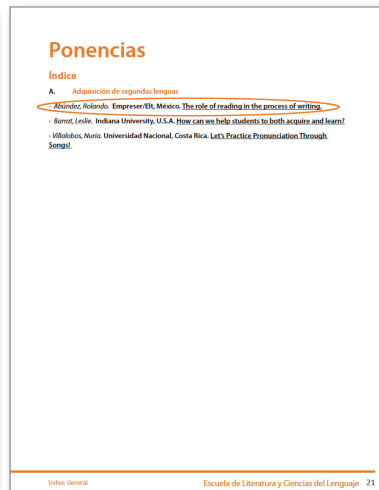 Ponencias
Índice
A. Adquisición de segundas lenguas
- Abúndez, Rolando. Empreser/Elt, México. The role of reading in the process of writing.
- Barrat, Leslie. Indiana University, U.S.A. How can we help students to both acquire and learn?
- Villalobos, Nuria. Universidad Nacional, Costa Rica. Let's Practice Pronunciation Through
Songs!
Indice General
Escuela de Literatura y Ciencias del Lenguaje 21